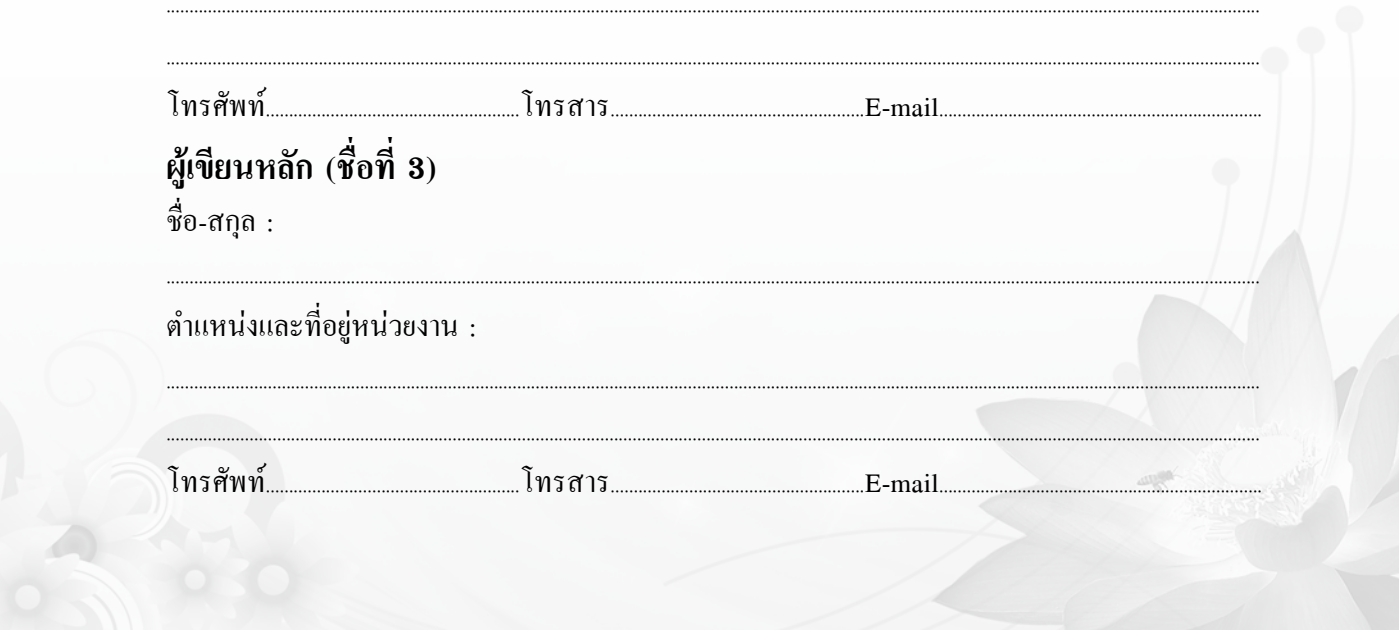 โทรศัพท์..........โทรสาร..........E-mail..........
ผู้เขียนหลัก (ชื่อที่ 3)
ชื่อ-สกุล :
ตำแหน่งและที่อยู่หน่วยงาน :
โทรศัพท์..........โทรสาร..........E-mail..........